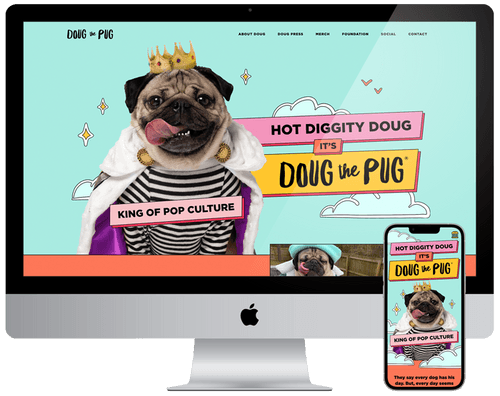 DOUG the PUG
ABOUT DOUG DOUG PRESS MERCH FOUNDATION SOCIAL CONTACT
HOT DIGGITY DOUG
IT'S
DOUG the PUG®
KING OF POP CULTURE
HOT DIGGITY DOUG
IT'S
DOUG the PUG®
KING OF POP CULTURE
They say every dog has his
day. But, every day seems